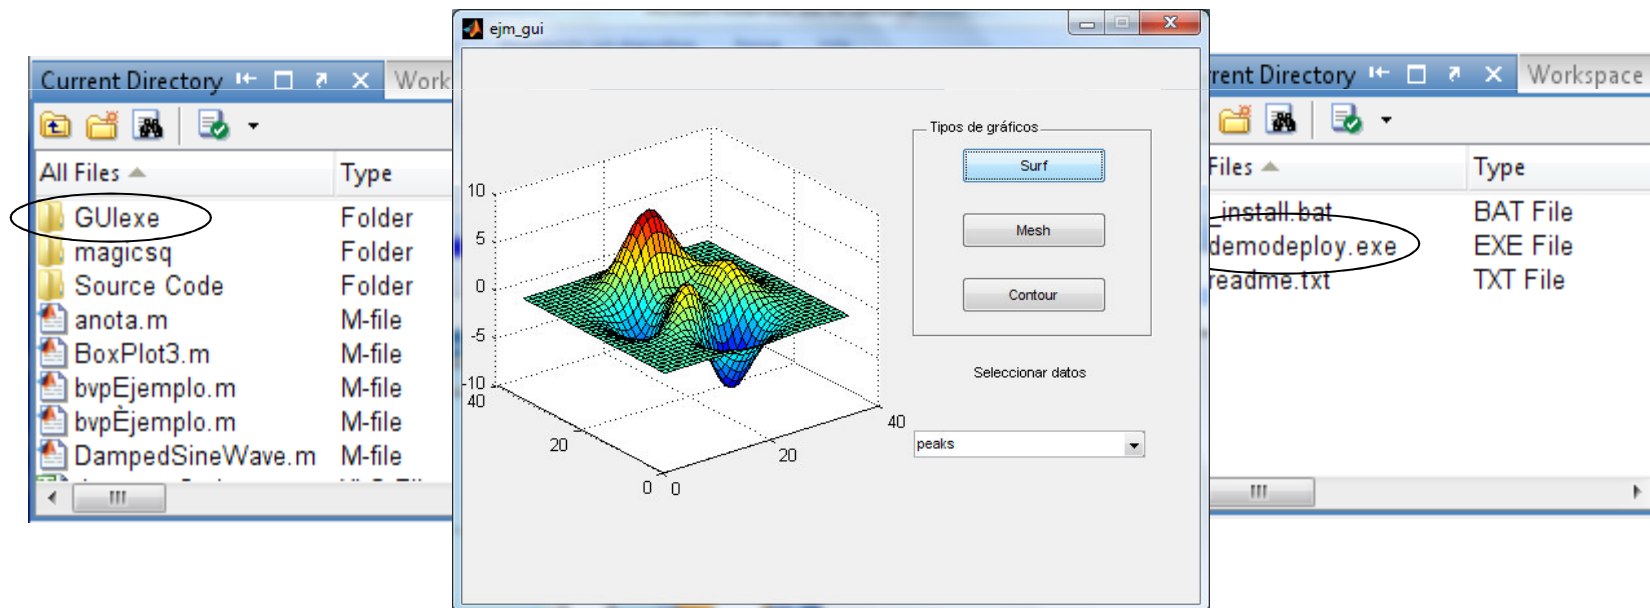 Current Directory Work
All Files Type
GUIexe Folder
magicsq Folder
Source Code Folder
anota.m M-file
BoxPlot3.m M-file
bvpEjemplo.m M-file
bvpÈjemplo.m M-file
DampedSineWave.m M-file
ejm_gui
10
5
0
-5
-10
40
20
0
0
20
40
Tipos de gráficos
Surf
Mesh
Contour
Seleccionar datos
peaks
rrent Directory Workspace
Files Type
_install.bat BAT File
demodeploy.exe EXE File
readme.txt TXT File